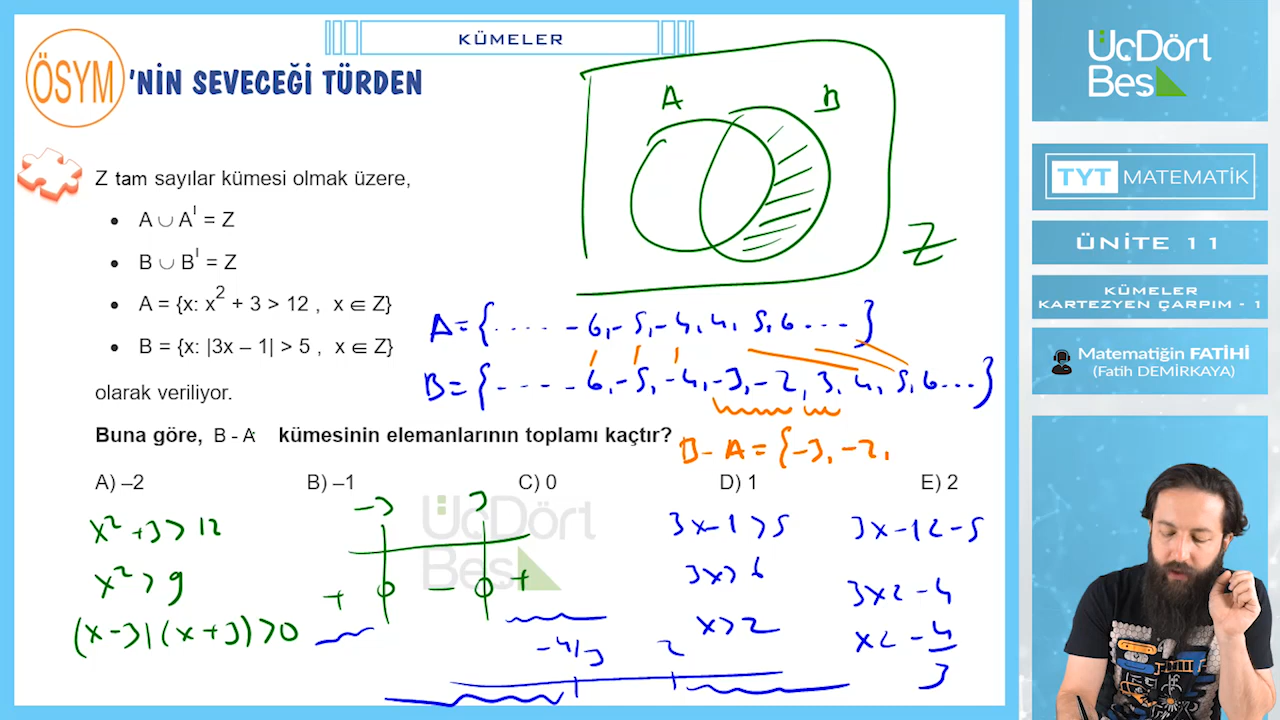 KÜMELER
ÖSYM'NİN SEVECEĞİ TÜRDEN
Z tam sayılar kümesi olmak üzere,
• A ∪ Aᴵ = Z
• B ∪ Bᴵ = Z
• A = {x: x² + 3 > 12 , x ∈ Z}
• B = {x: |3x – 1| > 5 , x ∈ Z}
olarak veriliyor.
Buna göre, B - A kümesinin elemanlarının toplamı kaçtır?
A) –2 B) –1 C) 0 D) 1 E) 2
A B
Z
A = {..... -6, -5, -4, 4, 5, 6 ... }
B = {..... -6, -5, -4, -3, -2, 3, 4, 5, 6 ... }
B - A = {-3, -2,
x² + 3 > 12
x² > 9
(x-3)(x+3) > 0
-3 3
+ - +
-4/3 2
3x-1 > 5
3x > 6
x > 2
3x-1 < -5
3x < -4
x < -4/3
ÜçDört
Beş
ÜçDört
Beş
TYT MATEMATİK
ÜNİTE 11
KÜMELER
KARTEZYEN ÇARPIM - 1
Matematiğin FATİHİ
(Fatih DEMİRKAYA)